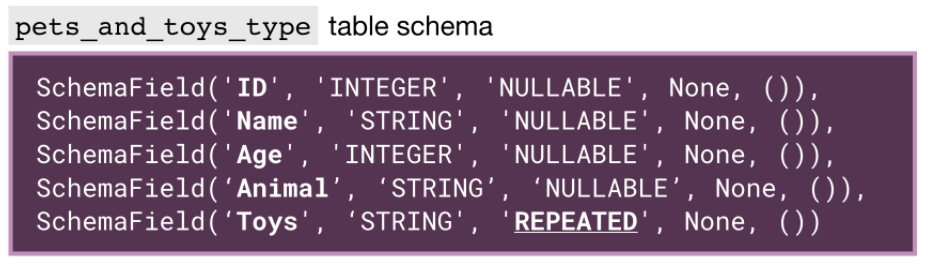 pets_and_toys_type table schema
SchemaField('ID', 'INTEGER', 'NULLABLE', None, ()),
SchemaField('Name', 'STRING', 'NULLABLE', None, ()),
SchemaField('Age', 'INTEGER', 'NULLABLE', None, ()),
SchemaField(‘Animal’, ‘STRING’, ‘NULLABLE’, None, ()),
SchemaField(‘Toys', ‘STRING', 'REPEATED', None, ())